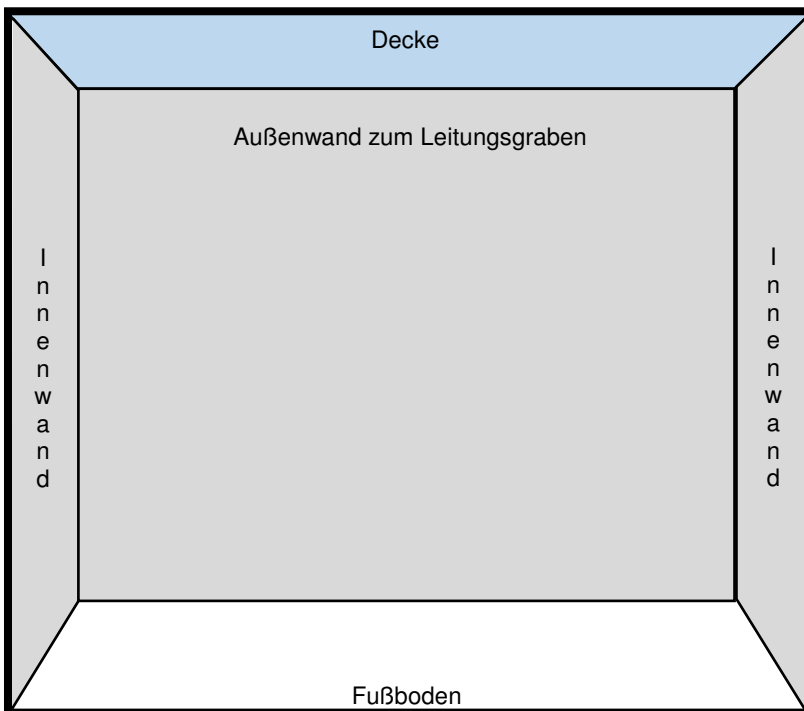 Decke
Außenwand zum Leitungsgraben
Innenwand
Innenwand
Fußboden